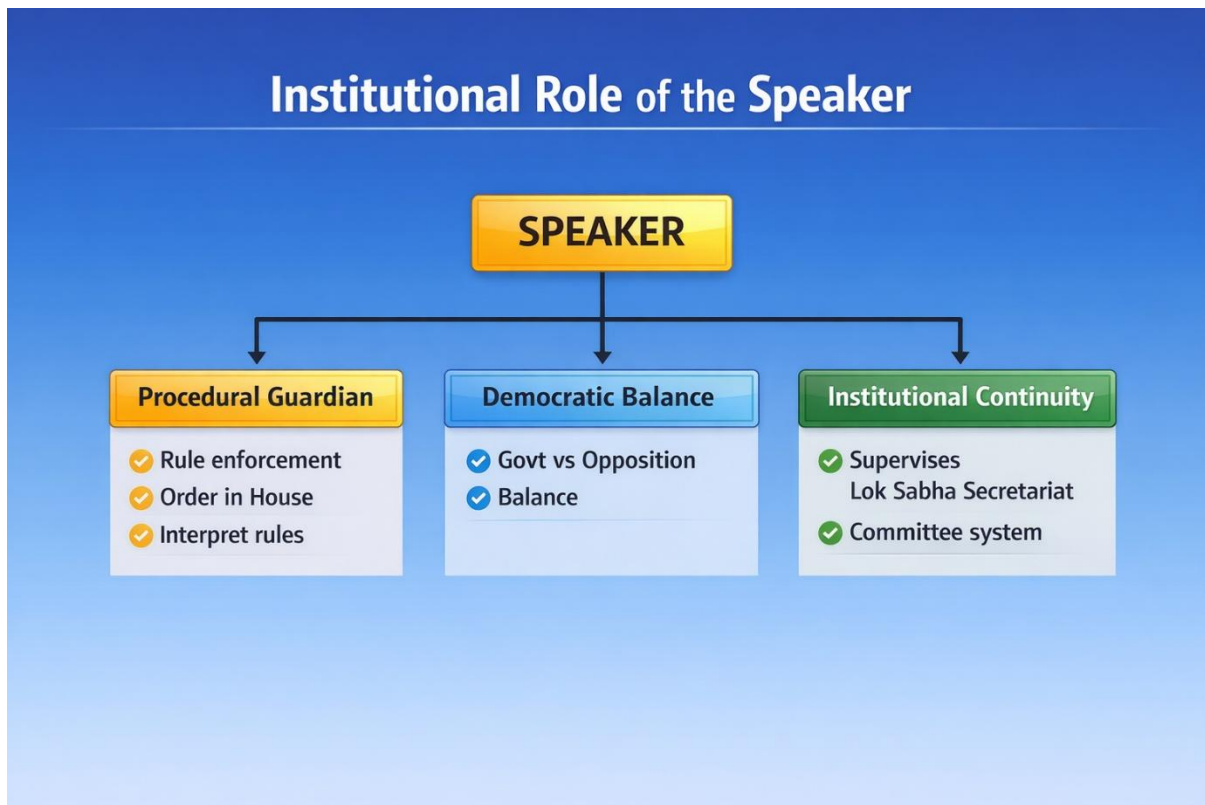 Institutional Role of the Speaker
SPEAKER
Procedural Guardian
Rule enforcement
Order in House
Interpret rules
Democratic Balance
Govt vs Opposition
Balance
Institutional Continuity
Supervises
Lok Sabha Secretariat
Committee system